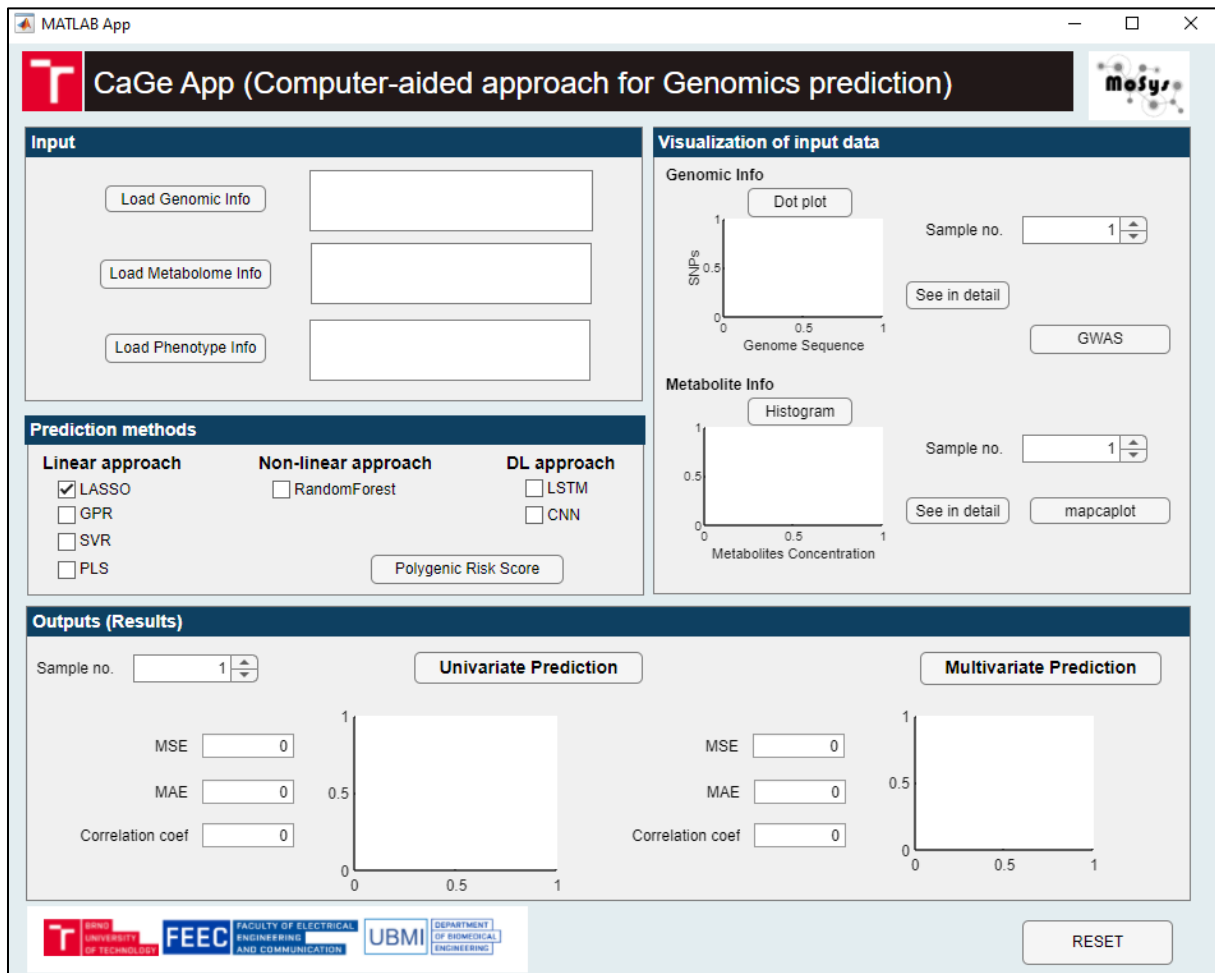 MATLAB App
CaGe App (Computer-aided approach for Genomics prediction)
MoSys
Input
Load Genomic Info
Load Metabolome Info
Load Phenotype Info
Visualization of input data
Genomic Info
Dot plot
1
0.5
0
SNPs
0 0.5 1
Genome Sequence
Sample no. 1
See in detail
GWAS
Metabolite Info
Histogram
1
0.5
0
0 0.5 1
Metabolites Concentration
Sample no. 1
See in detail
mapcaplot
Prediction methods
Linear approach
LASSO
GPR
SVR
PLS
Non-linear approach
RandomForest
DL approach
LSTM
CNN
Polygenic Risk Score
Outputs (Results)
Sample no. 1
Univariate Prediction
MSE 0
MAE 0
Correlation coef 0
1
0.5
0
0 0.5 1
Multivariate Prediction
MSE 0
MAE 0
Correlation coef 0
1
0.5
0
0 0.5 1
BRNO
UNIVERSITY
OF TECHNOLOGY
FEEC
FACULTY OF ELECTRICAL
ENGINEERING
AND COMMUNICATION
UBMI
DEPARTMENT
OF BIOMEDICAL
ENGINEERING
RESET